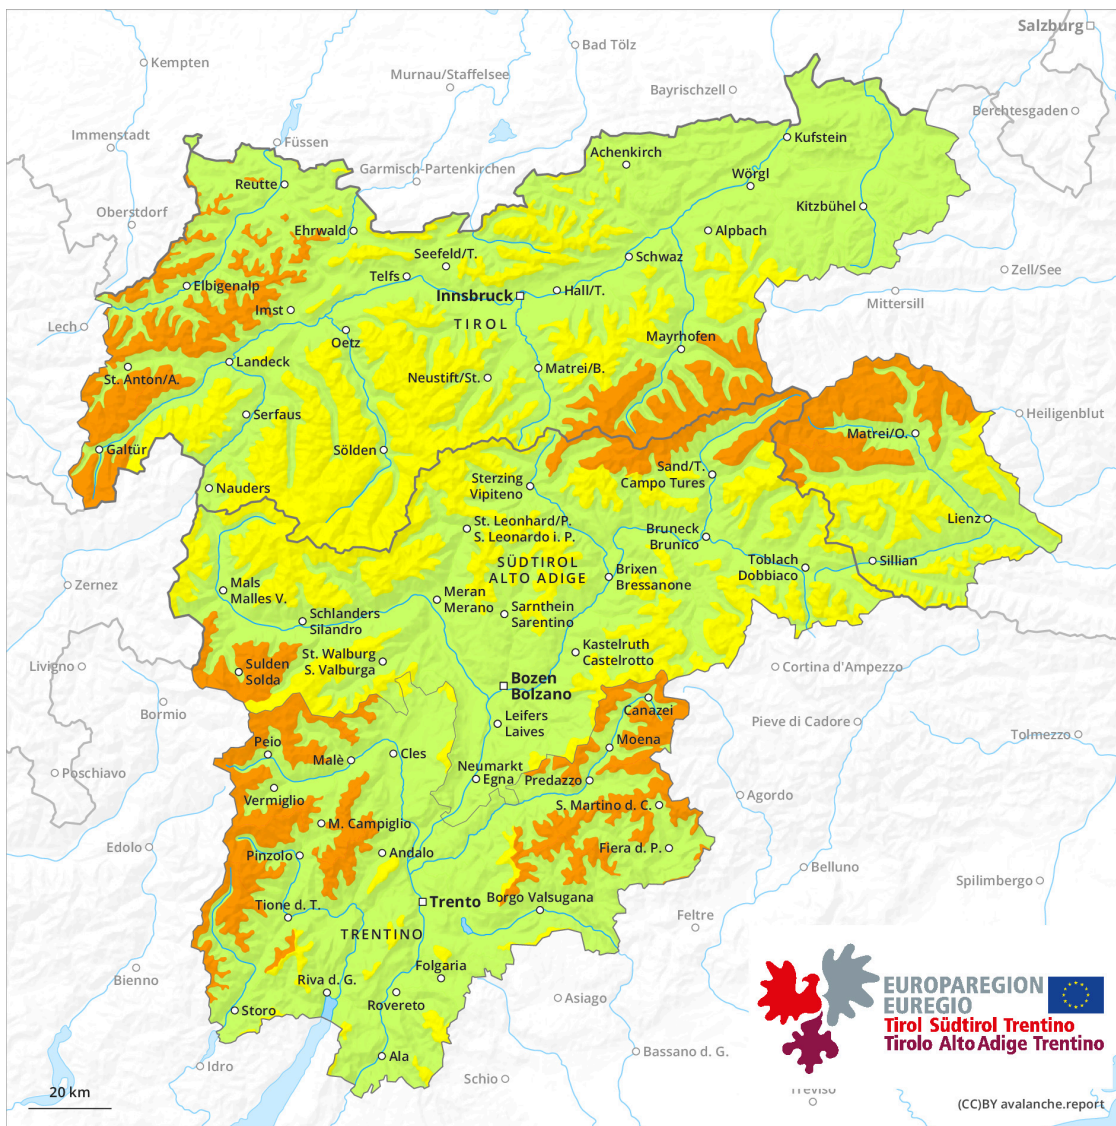 Salzburg
Bad Tölz
Kempten
Murnau/Staffelsee
Bayrischzell
Berchtesgaden
Immenstadt
Füssen
Kufstein
Achenkirch
Garmisch-Partenkirchen
Wörgl
Reutte
Oberstdorf
Kitzbühel
Ehrwald
Alpbach
Seefeld/T.
Schwaz
Zell/See
Telfs
Elbigenalp
Hall/T.
Innsbruck
Mittersill
Imst
TIROL
Lech
Oetz
Mayrhofen
Landeck
Matrei/B.
St. Anton/A.
Neustift/St.
Serfaus
Heiligenblut
Matrei/O.
Galtür
Sölden
Sand/T.
Campo Tures
Sterzing
Vipiteno
Nauders
Lienz
St. Leonhard/P.
S. Leonardo i. P.
Bruneck
Brunico
SÜDTIROL
ALTO ADIGE
Toblach
Dobbiaco
Sillian
Brixen
Bressanone
Zernez
Mals
Malles V.
Meran
Merano
Schlanders
Silandro
Sarnthein
Sarentino
Kastelruth
Castelrotto
St. Walburg
S. Valburga
Livigno
Sulden
Solda
Cortina d'Ampezzo
Bozen
Bolzano
Bormio
Canazei
Leifers
Laives
Pieve di Cadore
Tolmezzo
Moena
Peio
Cles
Malè
Poschiavo
Neumarkt
Egna
Predazzo
Vermiglio
Agordo
S. Martino d. C.
M. Campiglio
Edolo
Fiera d. P.
Pinzolo
Andalo
Belluno
Spilimbergo
Borgo Valsugana
Trento
Tione d. T.
Feltre
TRENTINO
Folgaria
Bienno
Riva d. G.
EUROPAREGION
EUREGIO
Tirol Südtirol Trentino
Tirolo Alto Adige Trentino
Asiago
Rovereto
Storo
Ala
Bassano d. G.
Idro
Schio
Treviso
20 km
(CC)BY avalanche.report